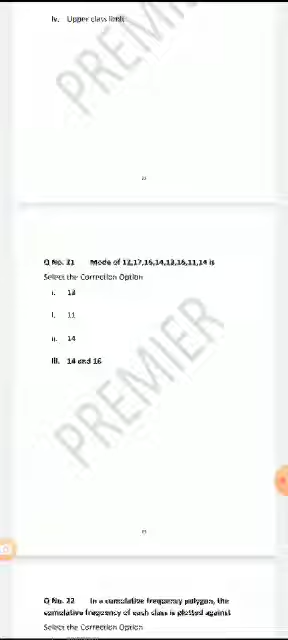 iv. Upper class limit
PREMI
Q No. 21 Mode of 12,17,16,14,13,16,11,14 is
Select the Correction Option
i. 13
i. 11
ii. 14
iii. 14 and 16
PREMIER
Q No. 22 In a cumulative frequency polygon, the
cumulative frequency of each class is plotted against
Select the Correction Option